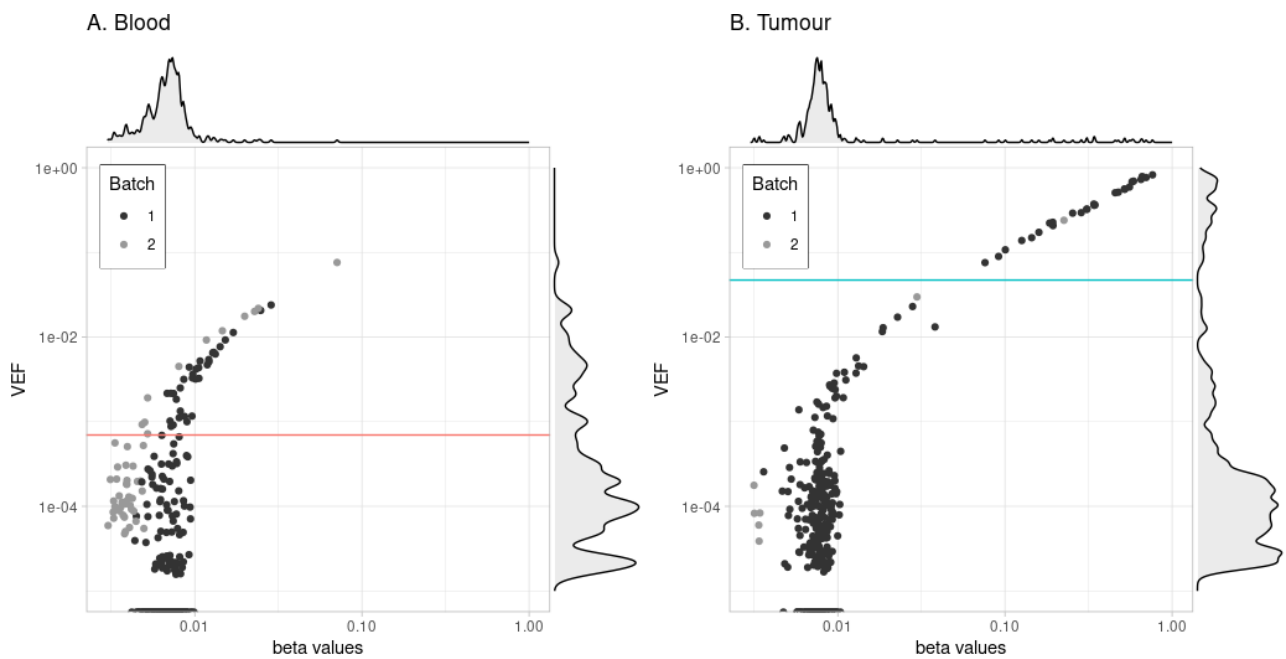 A. Blood
1e+00
Batch
1
2
1e-02
VEF
1e-04
0.01 0.10 1.00
beta values
B. Tumour
1e+00
Batch
1
2
1e-02
VEF
1e-04
0.01 0.10 1.00
beta values